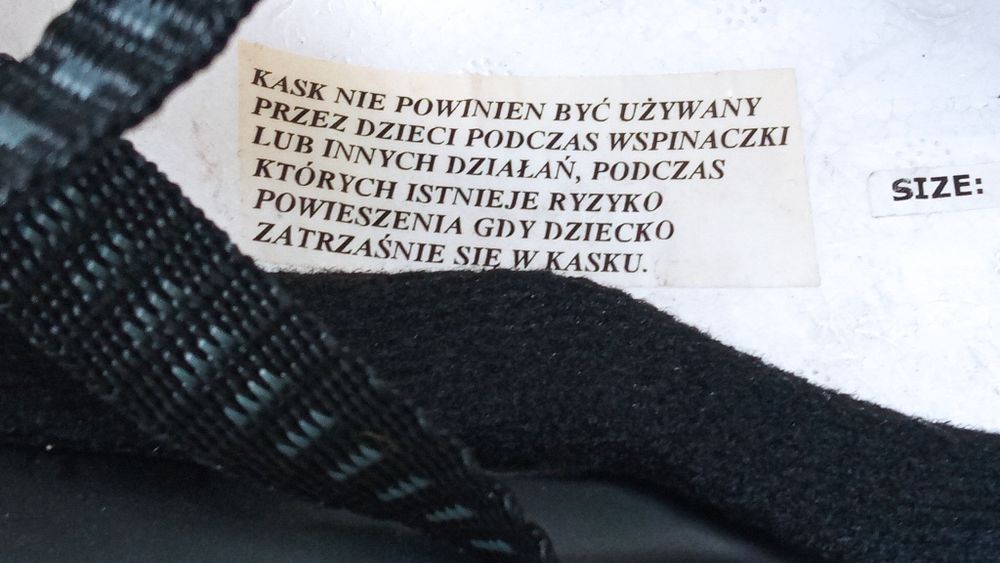 KASK NIE POWINIEN BYĆ UŻYWANY
PRZEZ DZIECI PODCZAS WSPINACZKI
LUB INNYCH DZIAŁAŃ, PODCZAS
KTÓRYCH ISTNIEJE RYZYKO
POWIESZENIA GDY DZIECKO
ZATRZAŚNIE SIĘ W KASKU.
SIZE: